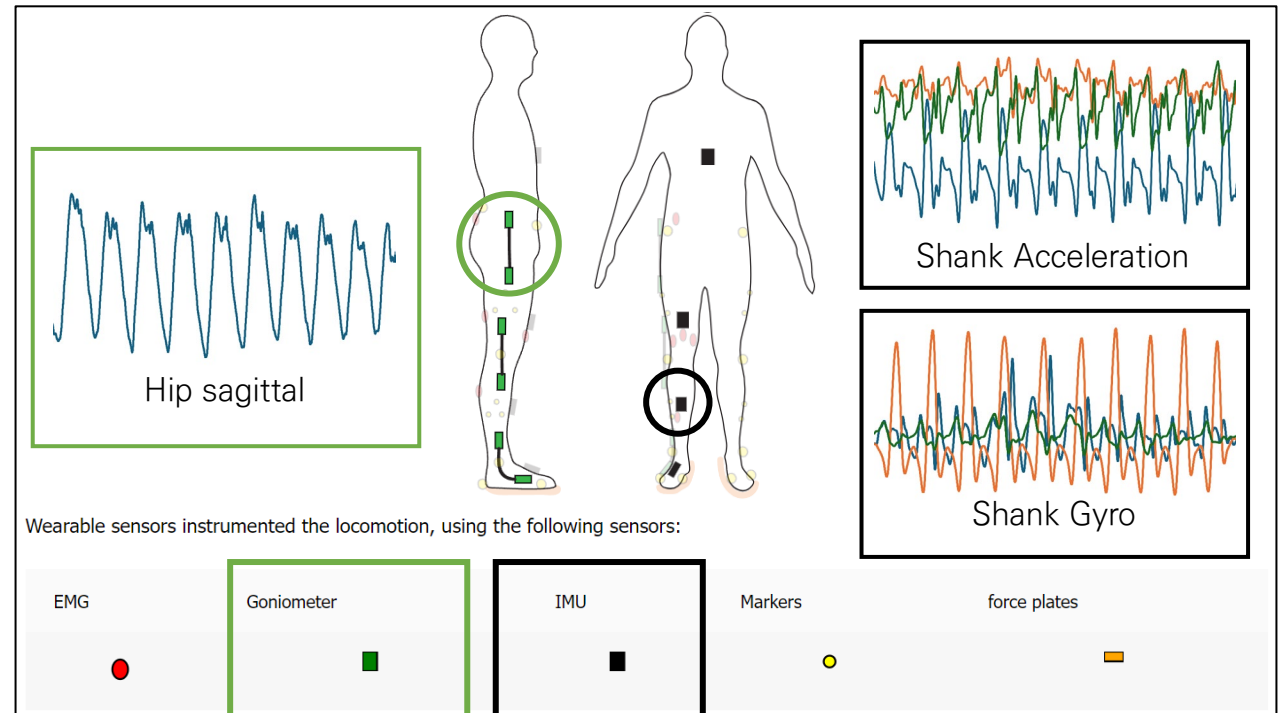 Hip sagittal
Shank Acceleration
Shank Gyro
Wearable sensors instrumented the locomotion, using the following sensors:
EMG Goniometer IMU Markers force plates